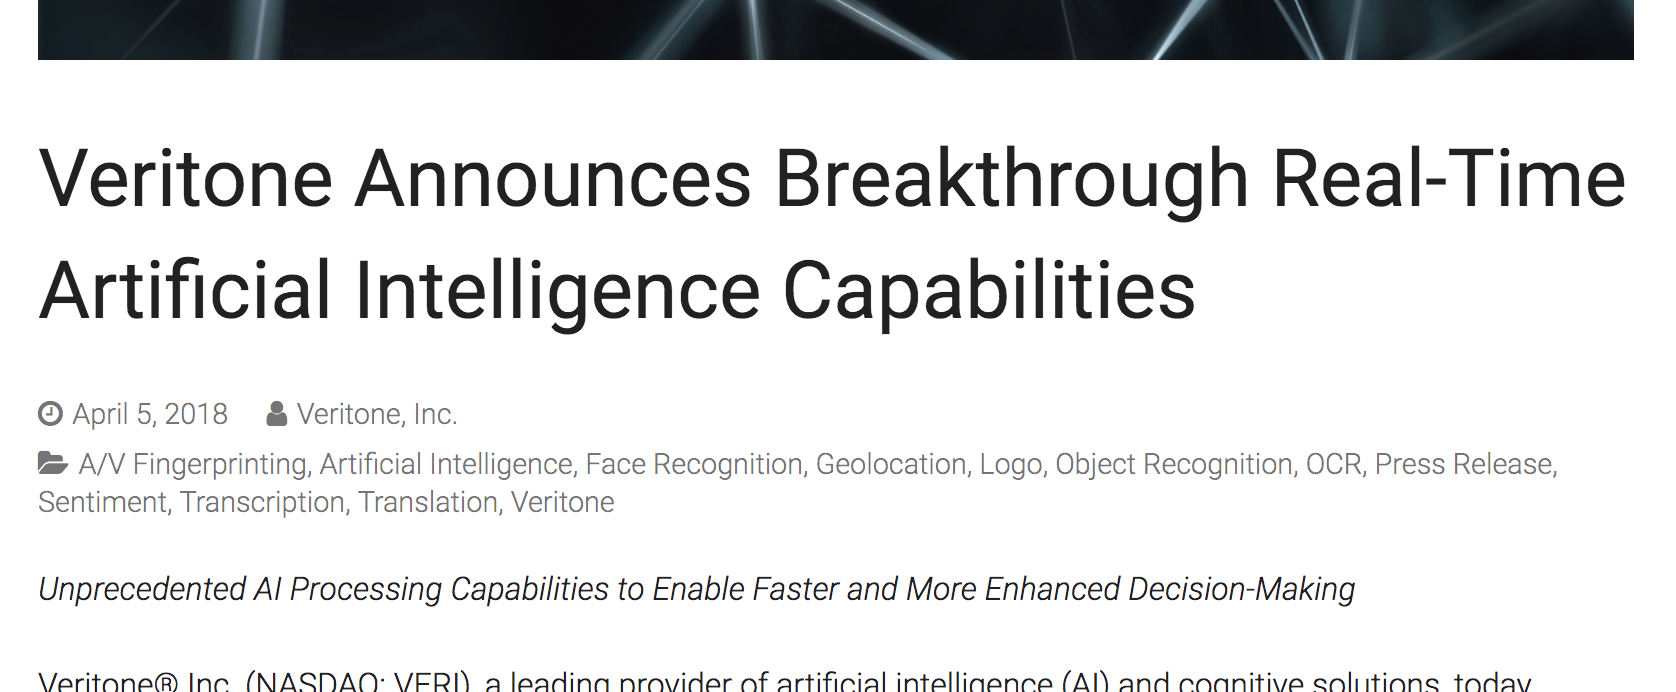 Veritone Announces Breakthrough Real-Time
Artificial Intelligence Capabilities
April 5, 2018 Veritone, Inc.
A/V Fingerprinting, Artificial Intelligence, Face Recognition, Geolocation, Logo, Object Recognition, OCR, Press Release,
Sentiment, Transcription, Translation, Veritone
Unprecedented AI Processing Capabilities to Enable Faster and More Enhanced Decision-Making
Veritone® Inc. (NASDAQ: VERI), a leading provider of artificial intelligence (AI) and cognitive solutions, today